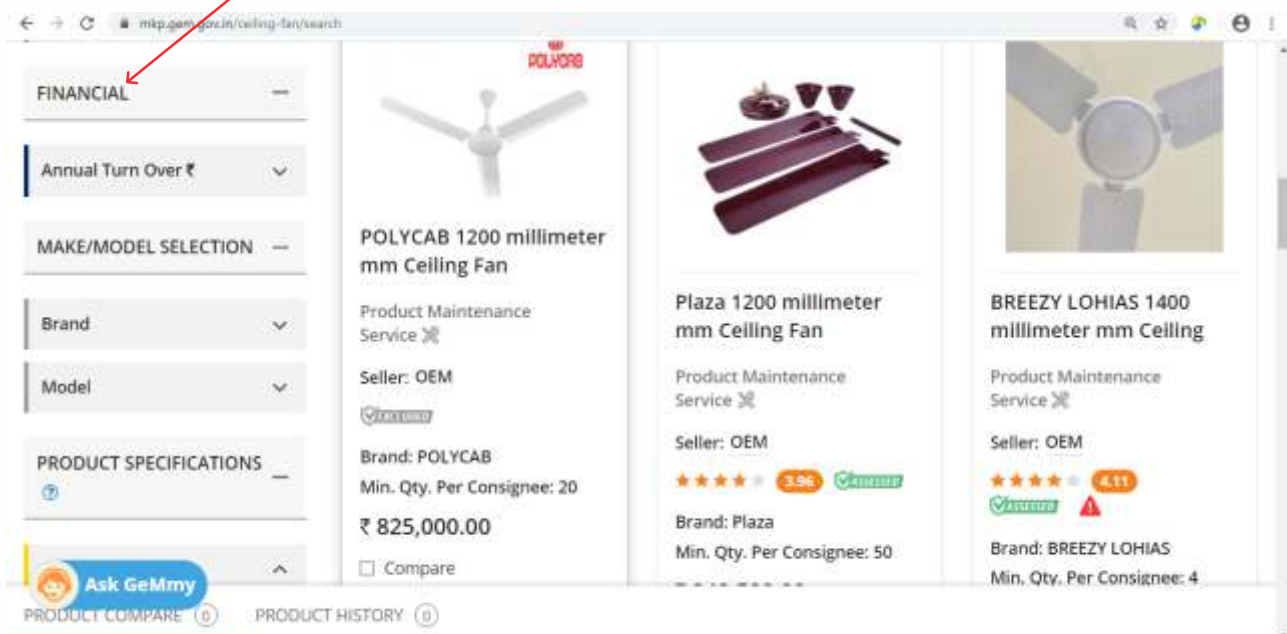 mkp.gem.gov.in/ceiling-fan/search
FINANCIAL
Annual Turn Over ₹
MAKE/MODEL SELECTION
Brand
Model
PRODUCT SPECIFICATIONS
Ask GeMmy
POLYCAB
POLYCAB 1200 millimeter
mm Ceiling Fan
Product Maintenance
Service
Seller: OEM
EXCLUDED
Brand: POLYCAB
Min. Qty. Per Consignee: 20
₹ 825,000.00
Compare
Plaza 1200 millimeter
mm Ceiling Fan
Product Maintenance
Service
Seller: OEM
3.96 ASSESSED
Brand: Plaza
Min. Qty. Per Consignee: 50
BREEZY LOHIAS 1400
millimeter mm Ceiling
Product Maintenance
Service
Seller: OEM
4.11
ASSESSED
Brand: BREEZY LOHIAS
Min. Qty. Per Consignee: 4
PRODUCT COMPARE 0 PRODUCT HISTORY 0